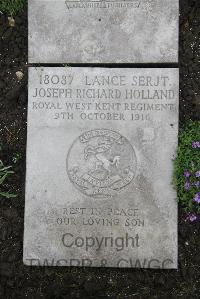 18037 LANCE SERJT.
JOSEPH RICHARD HOLLAND
ROYAL WEST KENT REGIMENT
9TH OCTOBER 1916
REST IN PEACE
OUR LOVING SON
Copyright
TWGPP & CWGC